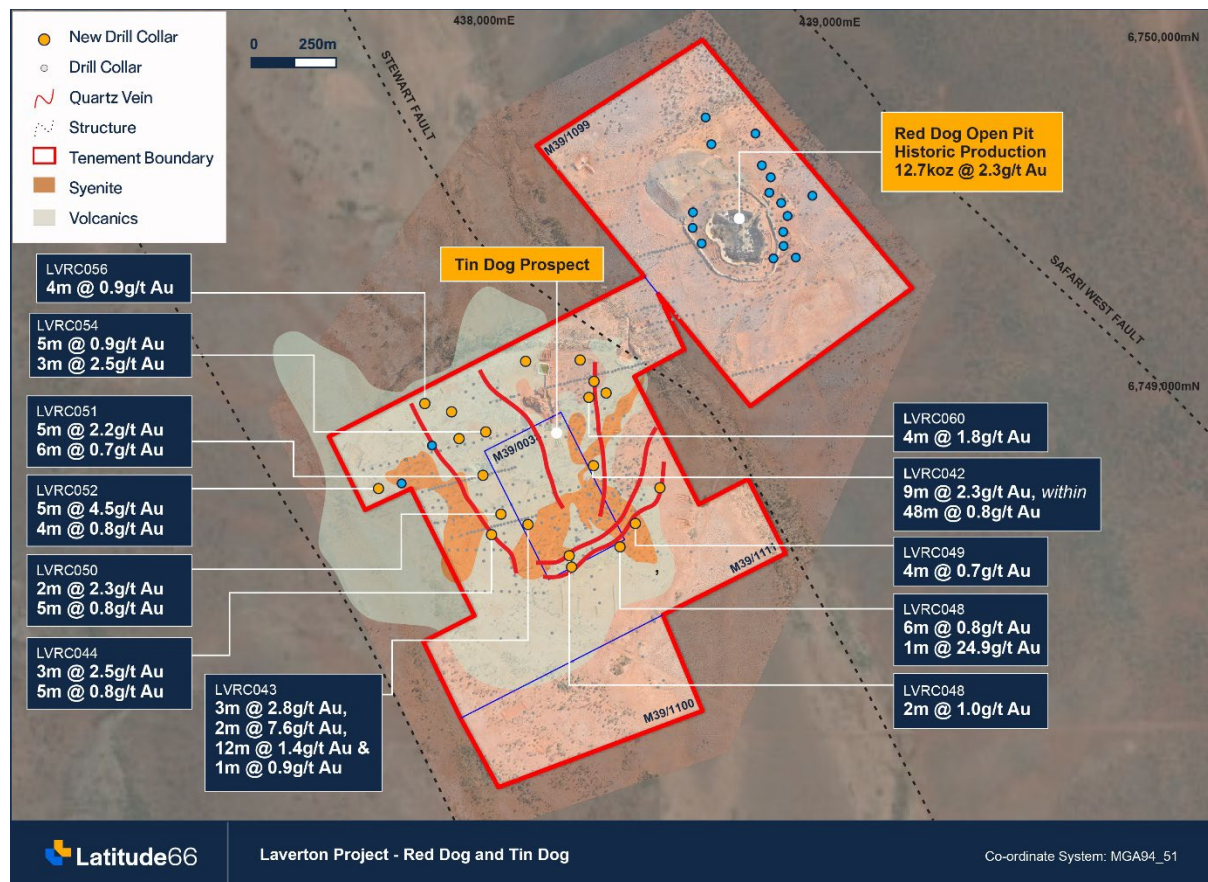 438,000mE
439,000mE
6,750,000mN
New Drill Collar
Drill Collar
Quartz Vein
Structure
Tenement Boundary
Syenite
Volcanics
0 250m
STEWART FAULT
M39/1099
Red Dog Open Pit
Historic Production
12.7koz @ 2.3g/t Au
SAFARI WEST FAULT
Tin Dog Prospect
6,749,000mN
LVRC056
4m @ 0.9g/t Au
LVRC054
5m @ 0.9g/t Au
3m @ 2.5g/t Au
LVRC051
5m @ 2.2g/t Au
6m @ 0.7g/t Au
LVRC052
5m @ 4.5g/t Au
4m @ 0.8g/t Au
LVRC050
2m @ 2.3g/t Au
5m @ 0.8g/t Au
LVRC044
3m @ 2.5g/t Au
5m @ 0.8g/t Au
LVRC043
3m @ 2.8g/t Au,
2m @ 7.6g/t Au,
12m @ 1.4g/t Au &
1m @ 0.9g/t Au
M39/003
M39/1111
M39/1100
,
LVRC060
4m @ 1.8g/t Au
LVRC042
9m @ 2.3g/t Au, within
48m @ 0.8g/t Au
LVRC049
4m @ 0.7g/t Au
LVRC048
6m @ 0.8g/t Au
1m @ 24.9g/t Au
LVRC048
2m @ 1.0g/t Au
Latitude66
Laverton Project - Red Dog and Tin Dog
Co-ordinate System: MGA94_51